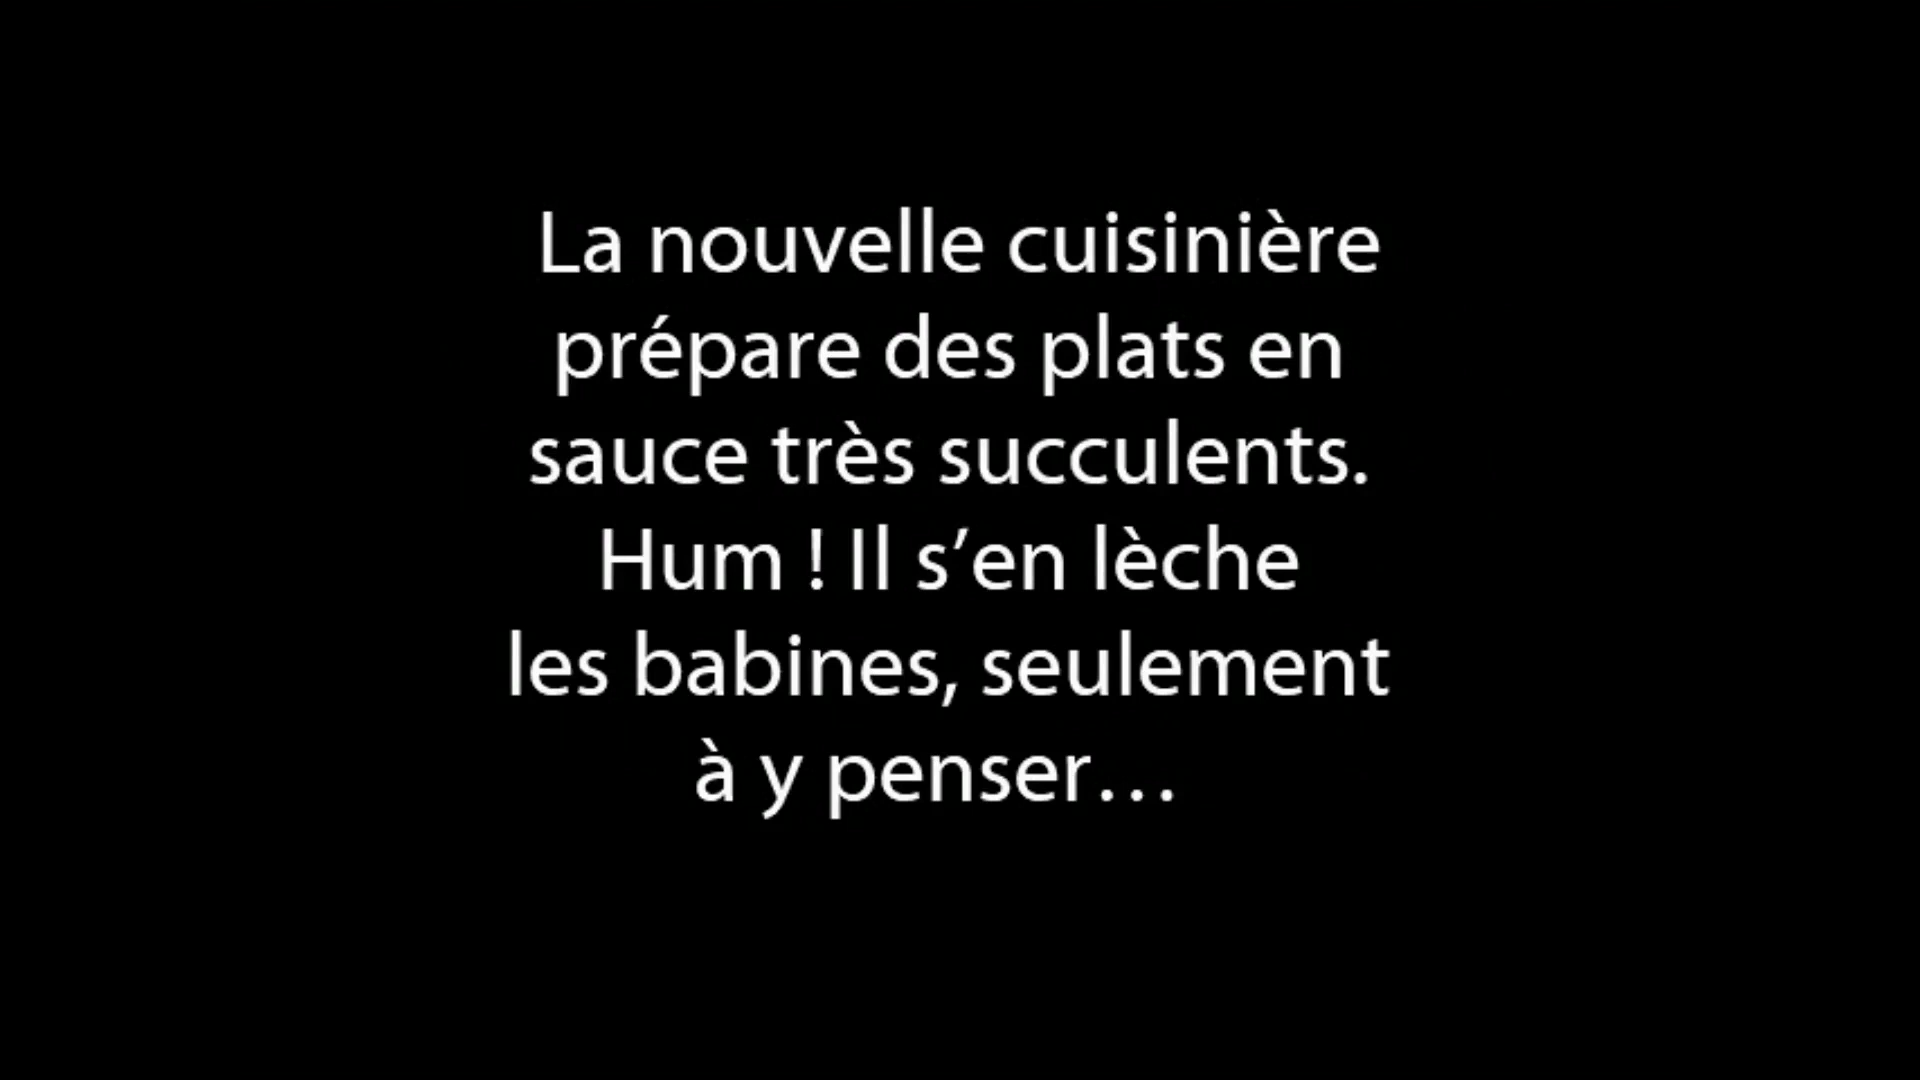 La nouvelle cuisinière
prépare des plats en
sauce très succulents.
Hum ! Il s’en lèche
les babines, seulement
à y penser…